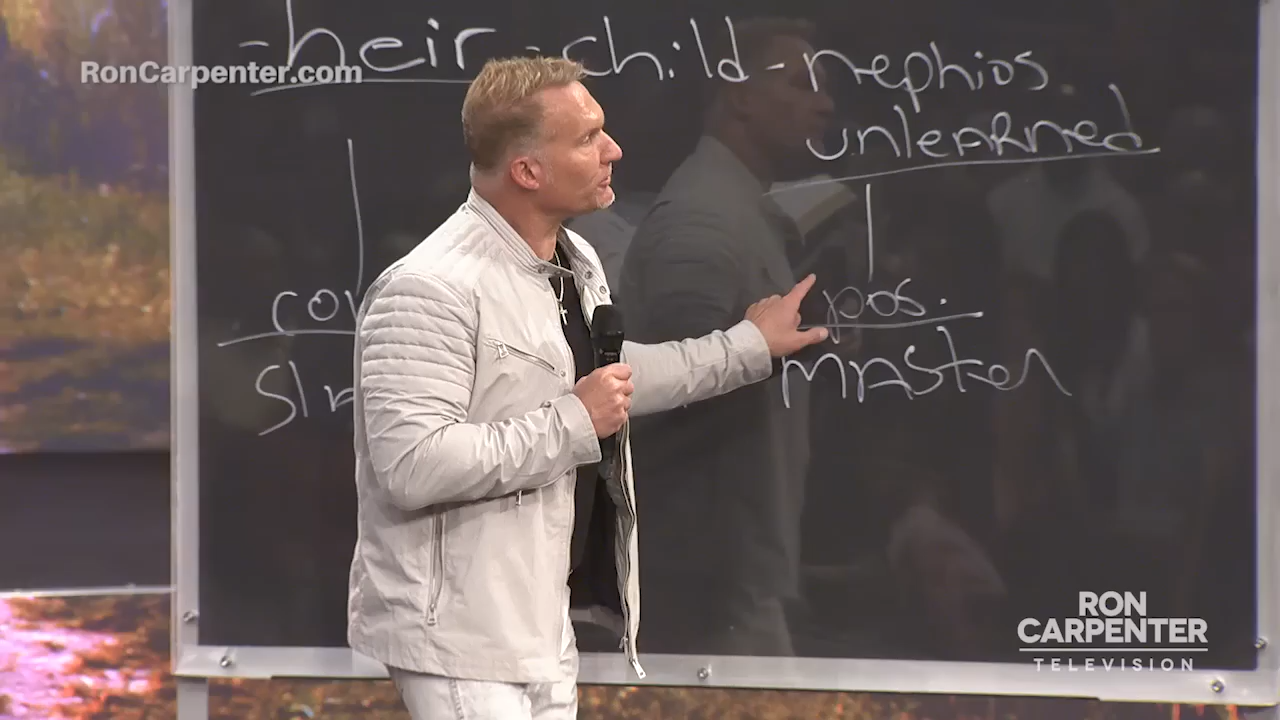 -heir-child-nephios
RonCarpenter.com
unlearned
pos.
master
RON
CARPENTER
TELEVISION